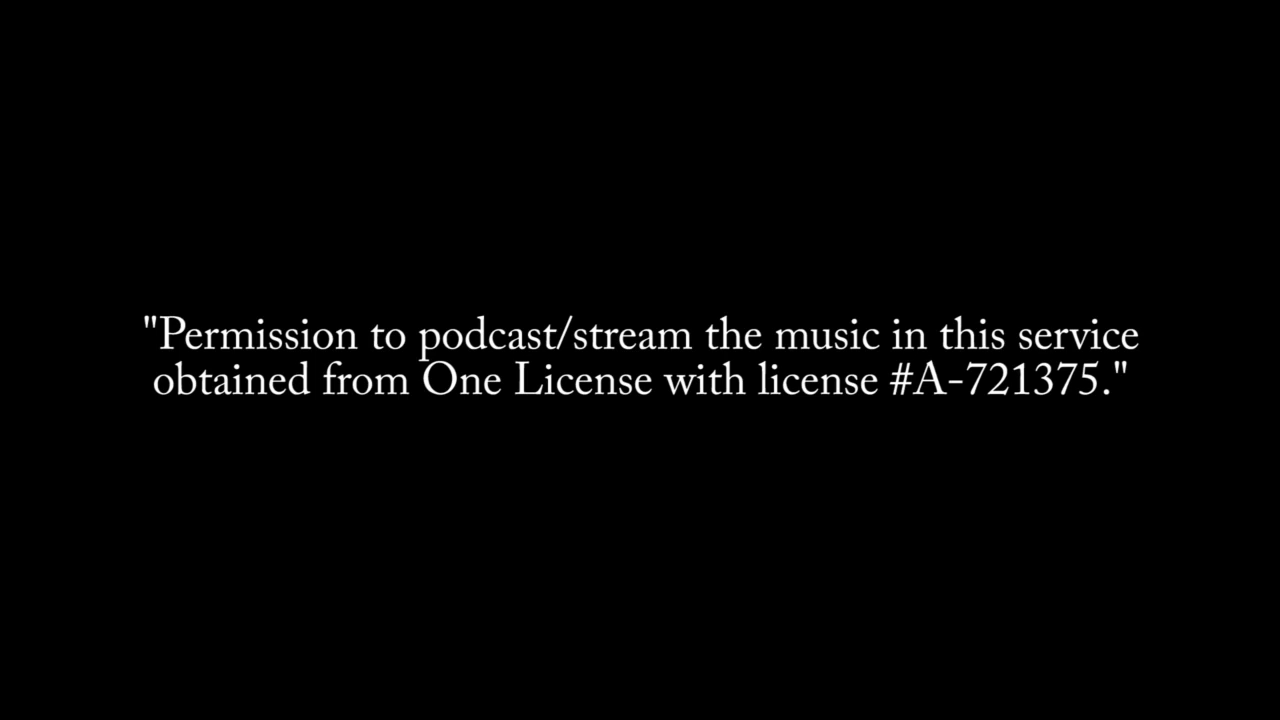 "Permission to podcast/stream the music in this service
obtained from One License with license #A-721375."